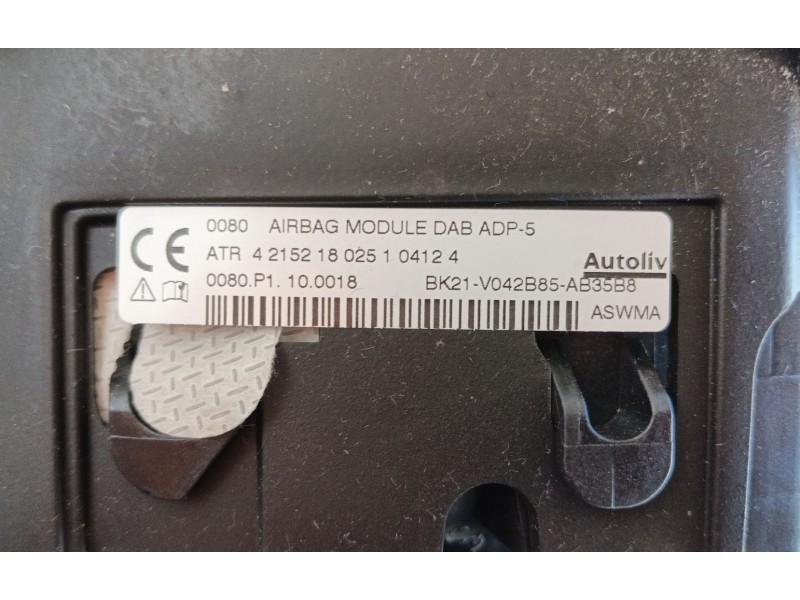 CE 0080 AIRBAG MODULE DAB ADP-5
ATR 4 2152 18 025 1 0412 4
Autoliv
0080.P1. 10.0018 BK21-V042B85-AB35B8
ASWMA